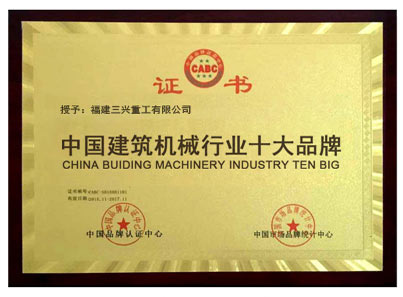 CABC
证 书
授予：福建三兴重工有限公司
中国建筑机械行业十大品牌
CHINA BUIDING MACHINERY INDUSTRY TEN BIG
中国品牌认证中心
中国市场品牌统计中心